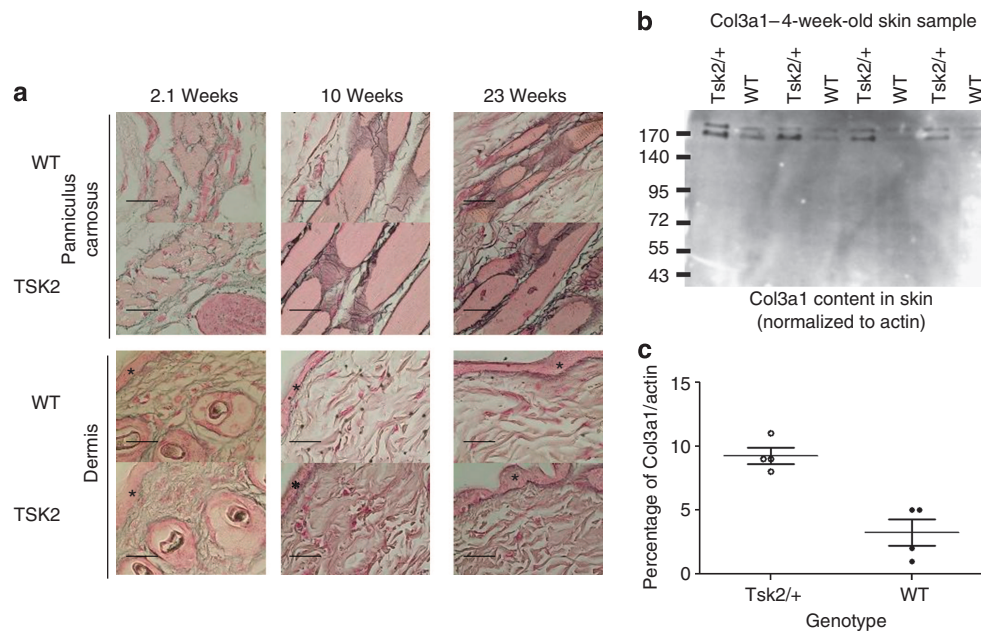 a
2.1 Weeks
10 Weeks
23 Weeks
WT
Panniculus
carnosus
TSK2
WT
Dermis
TSK2
*
*
*
*
*
*
b
Col3a1–4-week-old skin sample
Tsk2/+
WT
Tsk2/+
WT
Tsk2/+
WT
Tsk2/+
WT
170
140
95
72
55
43
Col3a1 content in skin
(normalized to actin)
c
Percentage of Col3a1/actin
15
10
5
0
Tsk2/+
WT
Genotype